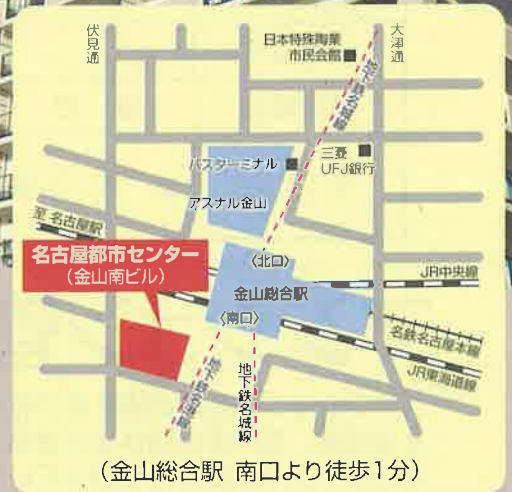 伏見通
大津通
日本特殊陶業
市民会館
地下鉄名城線
バスターミナル
三菱
UFJ銀行
アスナル金山
至 名古屋駅
名古屋都市センター
(金山南ビル)
〈北口〉
JR中央線
金山総合駅
〈南口〉
名鉄名古屋本線
JR東海道線
地下鉄名港線
地下鉄名城線
(金山総合駅 南口より徒歩1分)